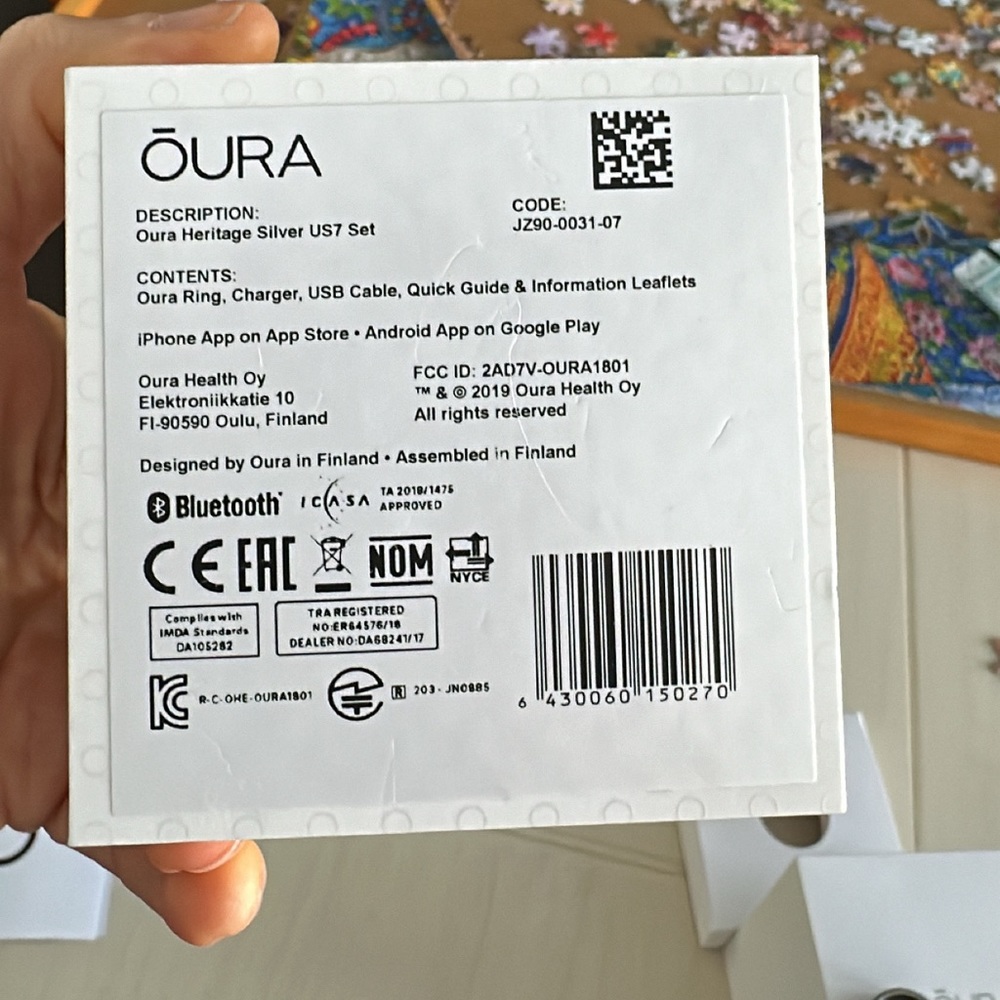 ŌURA
DESCRIPTION:
Oura Heritage Silver US7 Set
CODE:
JZ90-0031-07
CONTENTS:
Oura Ring, Charger, USB Cable, Quick Guide & Information Leaflets
iPhone App on App Store • Android App on Google Play
Oura Health Oy
Elektroniikkatie 10
FI-90590 Oulu, Finland
FCC ID: 2AD7V-OURA1801
™ & © 2019 Oura Health Oy
All rights reserved
Designed by Oura in Finland • Assembled in Finland
Bluetooth®
ICASA
TA 2018/1475
APPROVED
CE EAC NOM
NYCE
Complies with
IMDA Standards
DA105282
TRA REGISTERED
NO:ER64576/18
DEALER NO:DA68241/17
KC
R-C-OHE-OURA1801
R 203-JN0885
6 430060 150270